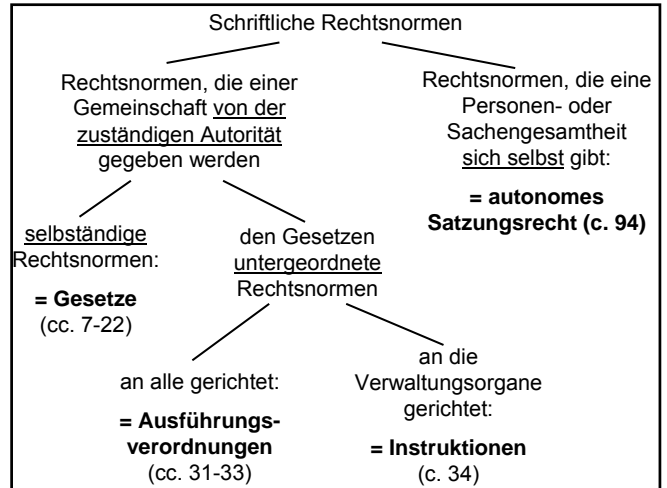 Schriftliche Rechtsnormen
Rechtsnormen, die einer
Gemeinschaft von der
zuständigen Autorität
gegeben werden
Rechtsnormen, die eine
Personen- oder
Sachengesamtheit
sich selbst gibt:
= autonomes
Satzungsrecht (c. 94)
selbständige
Rechtsnormen:
= Gesetze
(cc. 7-22)
den Gesetzen
untergeordnete
Rechtsnormen
an alle gerichtet:
= Ausführungs-
verordnungen
(cc. 31-33)
an die
Verwaltungsorgane
gerichtet:
= Instruktionen
(c. 34)